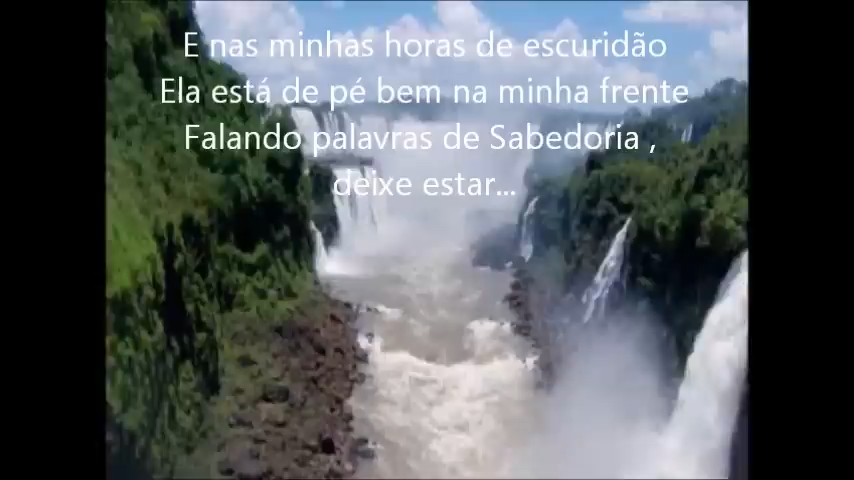 E nas minhas horas de escuridão
Ela está de pé bem na minha frente
Falando palavras de Sabedoria ,
deixe estar...